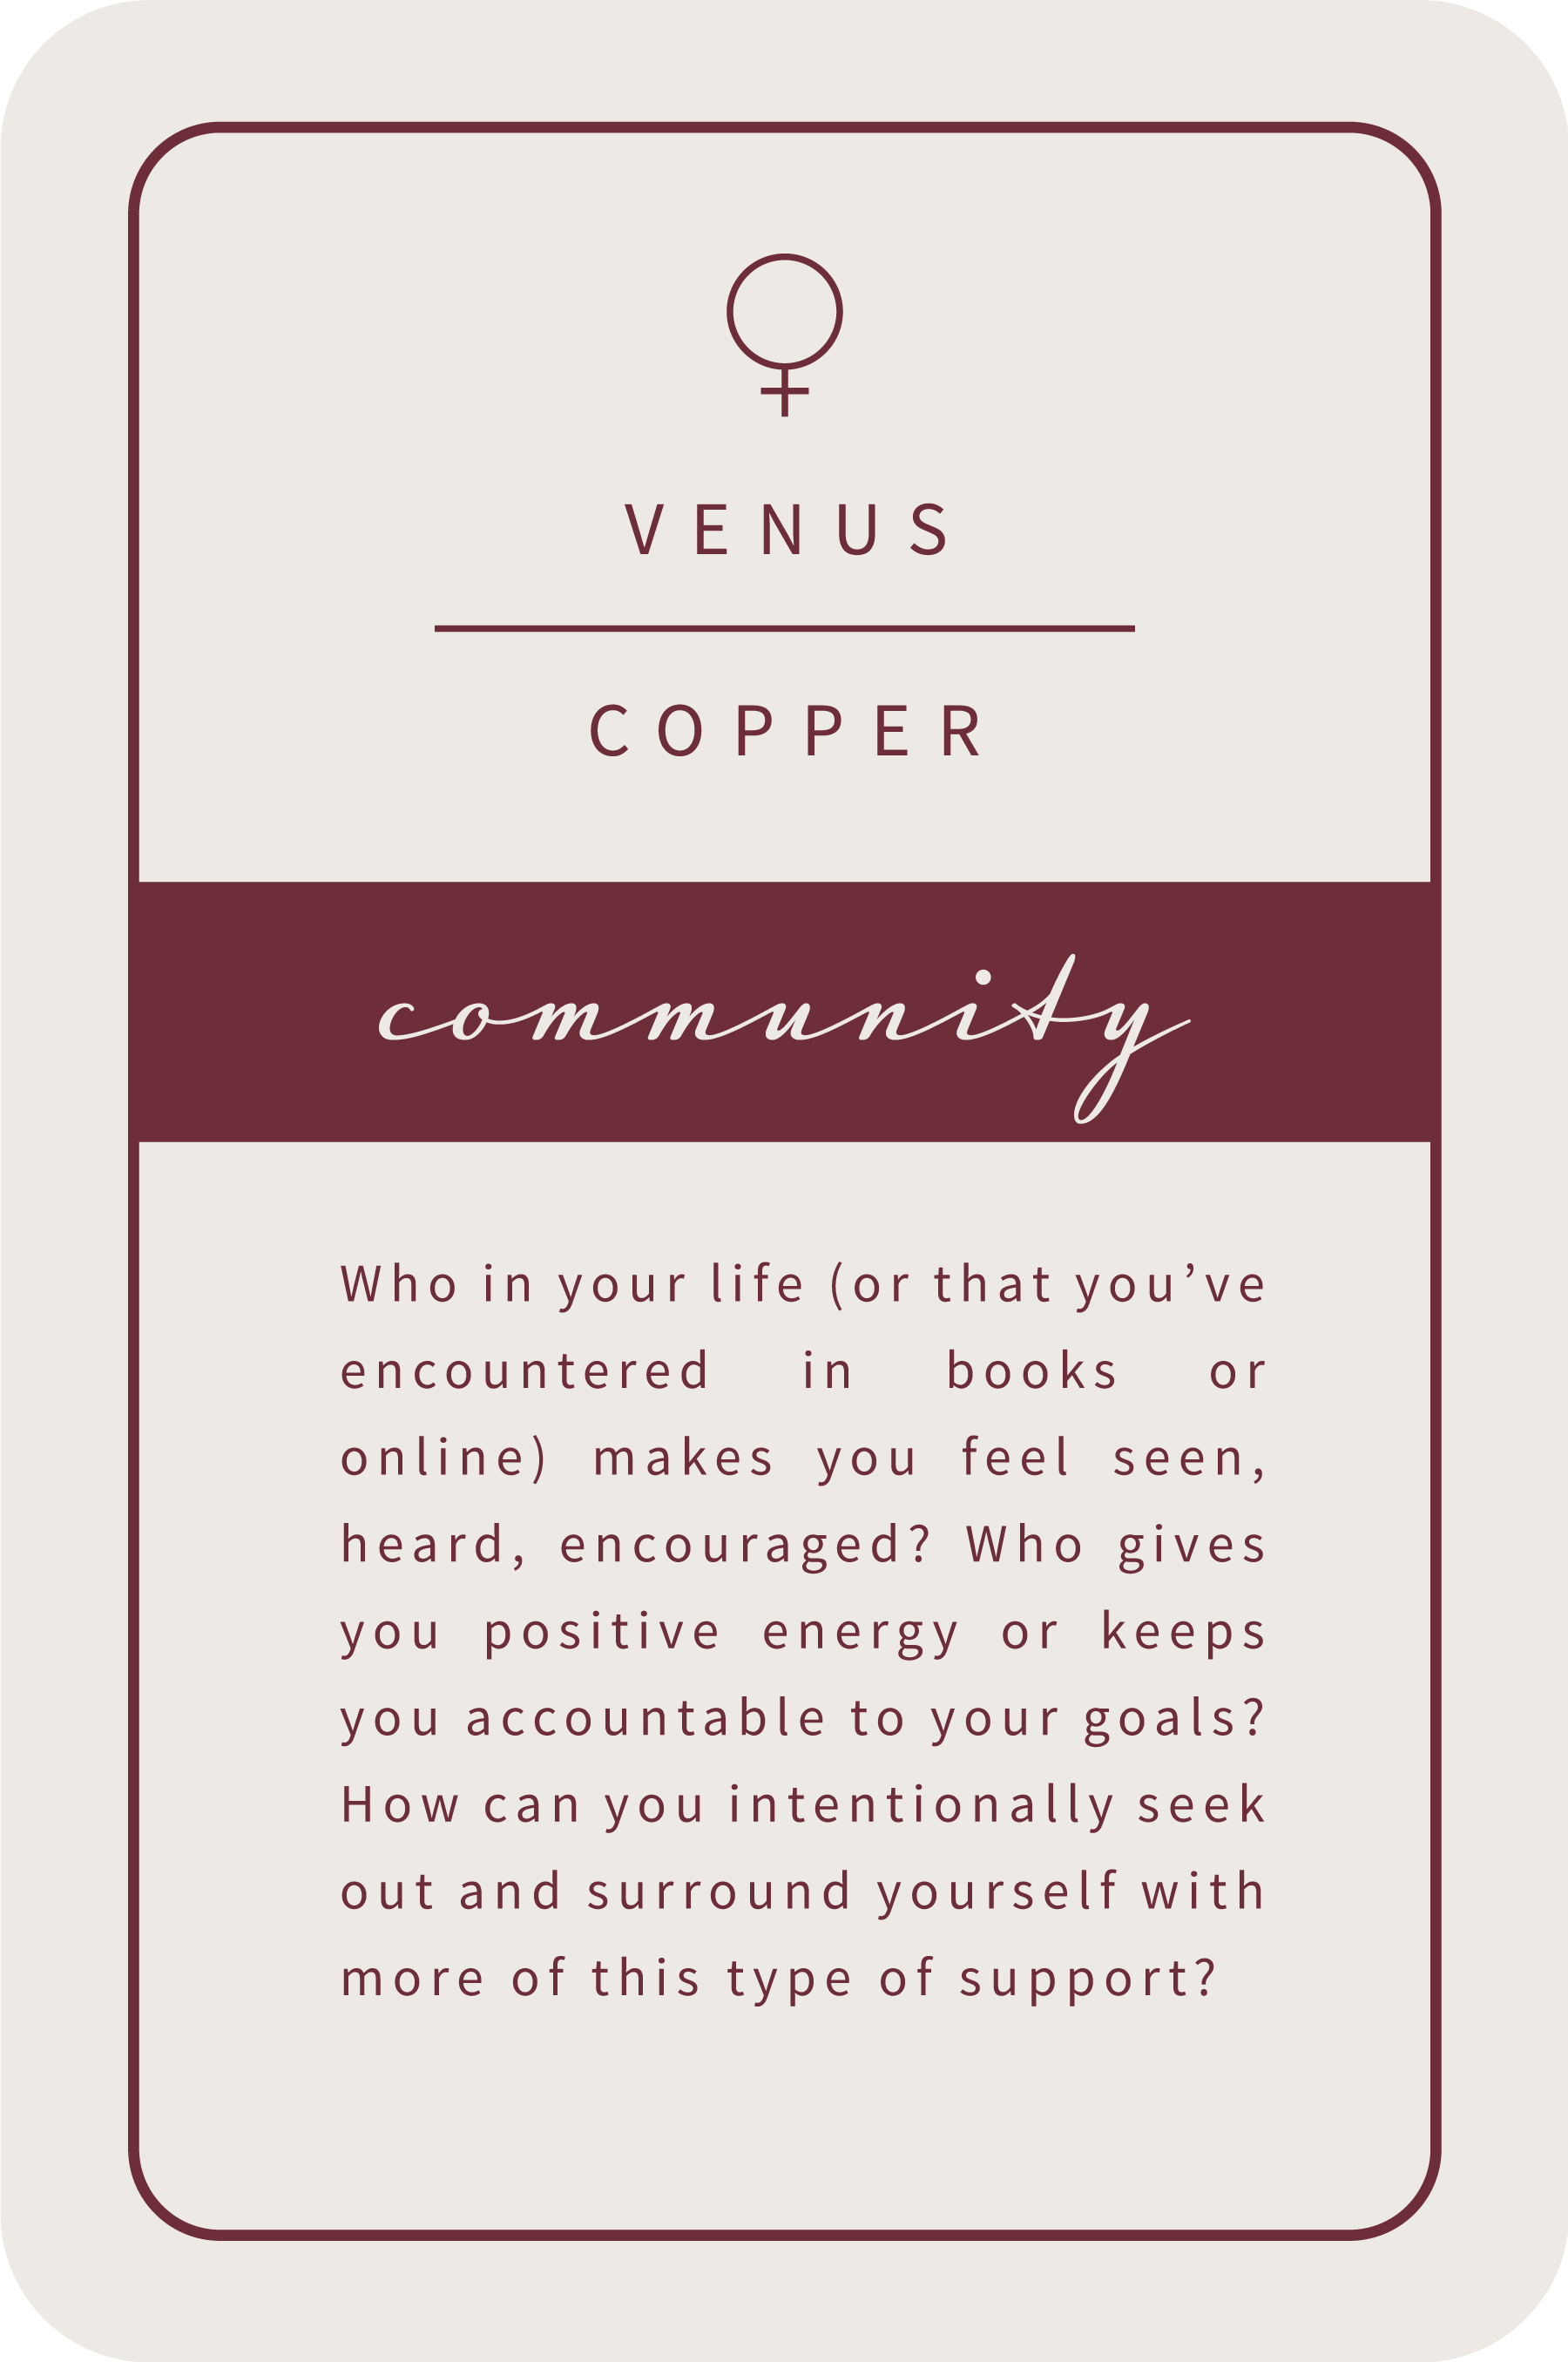 VENUS
COPPER
community
Who in your life (or that you’ve
encountered in books or
online) makes you feel seen,
heard, encouraged? Who gives
you positive energy or keeps
you accountable to your goals?
How can you intentionally seek
out and surround yourself with
more of this type of support?